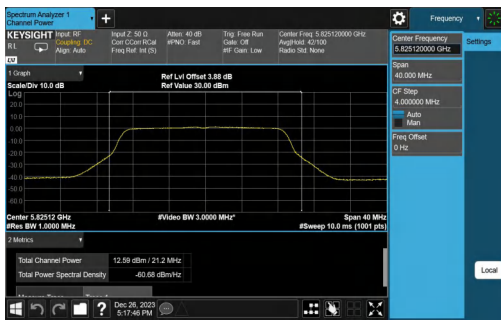 Spectrum Analyzer 1
Channel Power
Frequency
KEYSIGHT
RL
LXI
Input: RF
Coupling: DC
Align: Auto
Input Z: 50 Ω
Corr CCorr RCal
Freq Ref: Int (S)
Atten: 40 dB
#PNO: Fast
Trig: Free Run
Gate: Off
#IF Gain: Low
Center Freq: 5.825120000 GHz
Avg|Hold: 42/100
Radio Std: None
Center Frequency
5.825120000 GHz
Settings
Span
40.000 MHz
CF Step
4.000000 MHz
Auto
Man
Freq Offset
0 Hz
Local
1 Graph
Scale/Div 10.0 dB
Ref Lvl Offset 3.88 dB
Ref Value 30.00 dBm
Log
20.0
10.0
0.00
-10.0
-20.0
-30.0
-40.0
-50.0
-60.0
Center 5.82512 GHz
#Video BW 3.0000 MHz*
Span 40 MHz
#Res BW 1.0000 MHz
#Sweep 10.0 ms (1001 pts)
2 Metrics
Total Channel Power
12.59 dBm / 21.2 MHz
Total Power Spectral Density
-60.68 dBm/Hz
?
Dec 26, 2023
5:17:46 PM